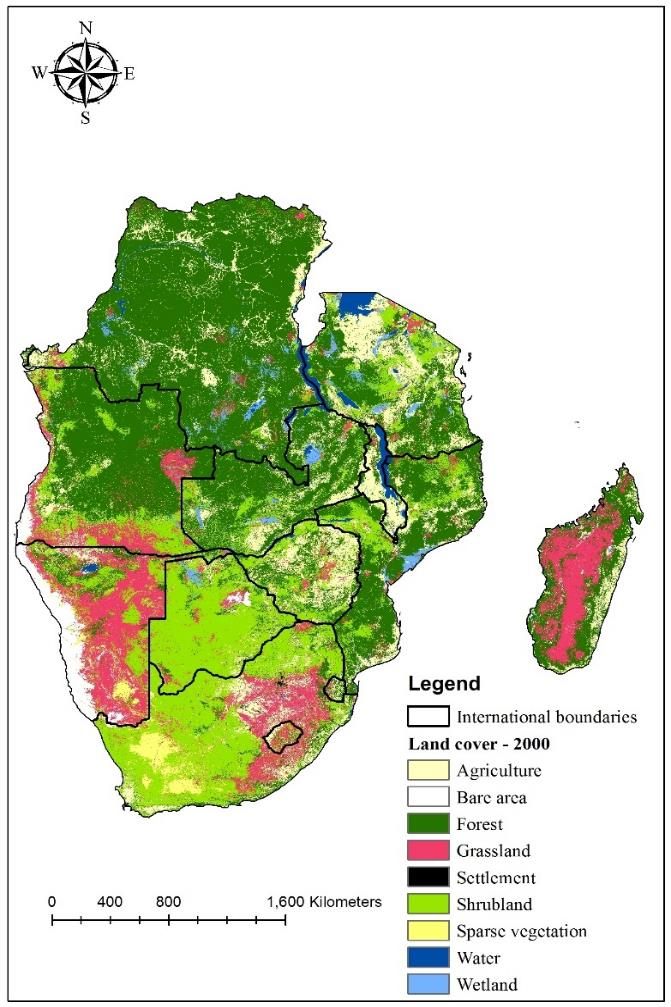 N
W E
S
Legend
International boundaries
Land cover - 2000
Agriculture
Bare area
Forest
Grassland
Settlement
Shrubland
Sparse vegetation
Water
Wetland
0 400 800 1,600 Kilometers